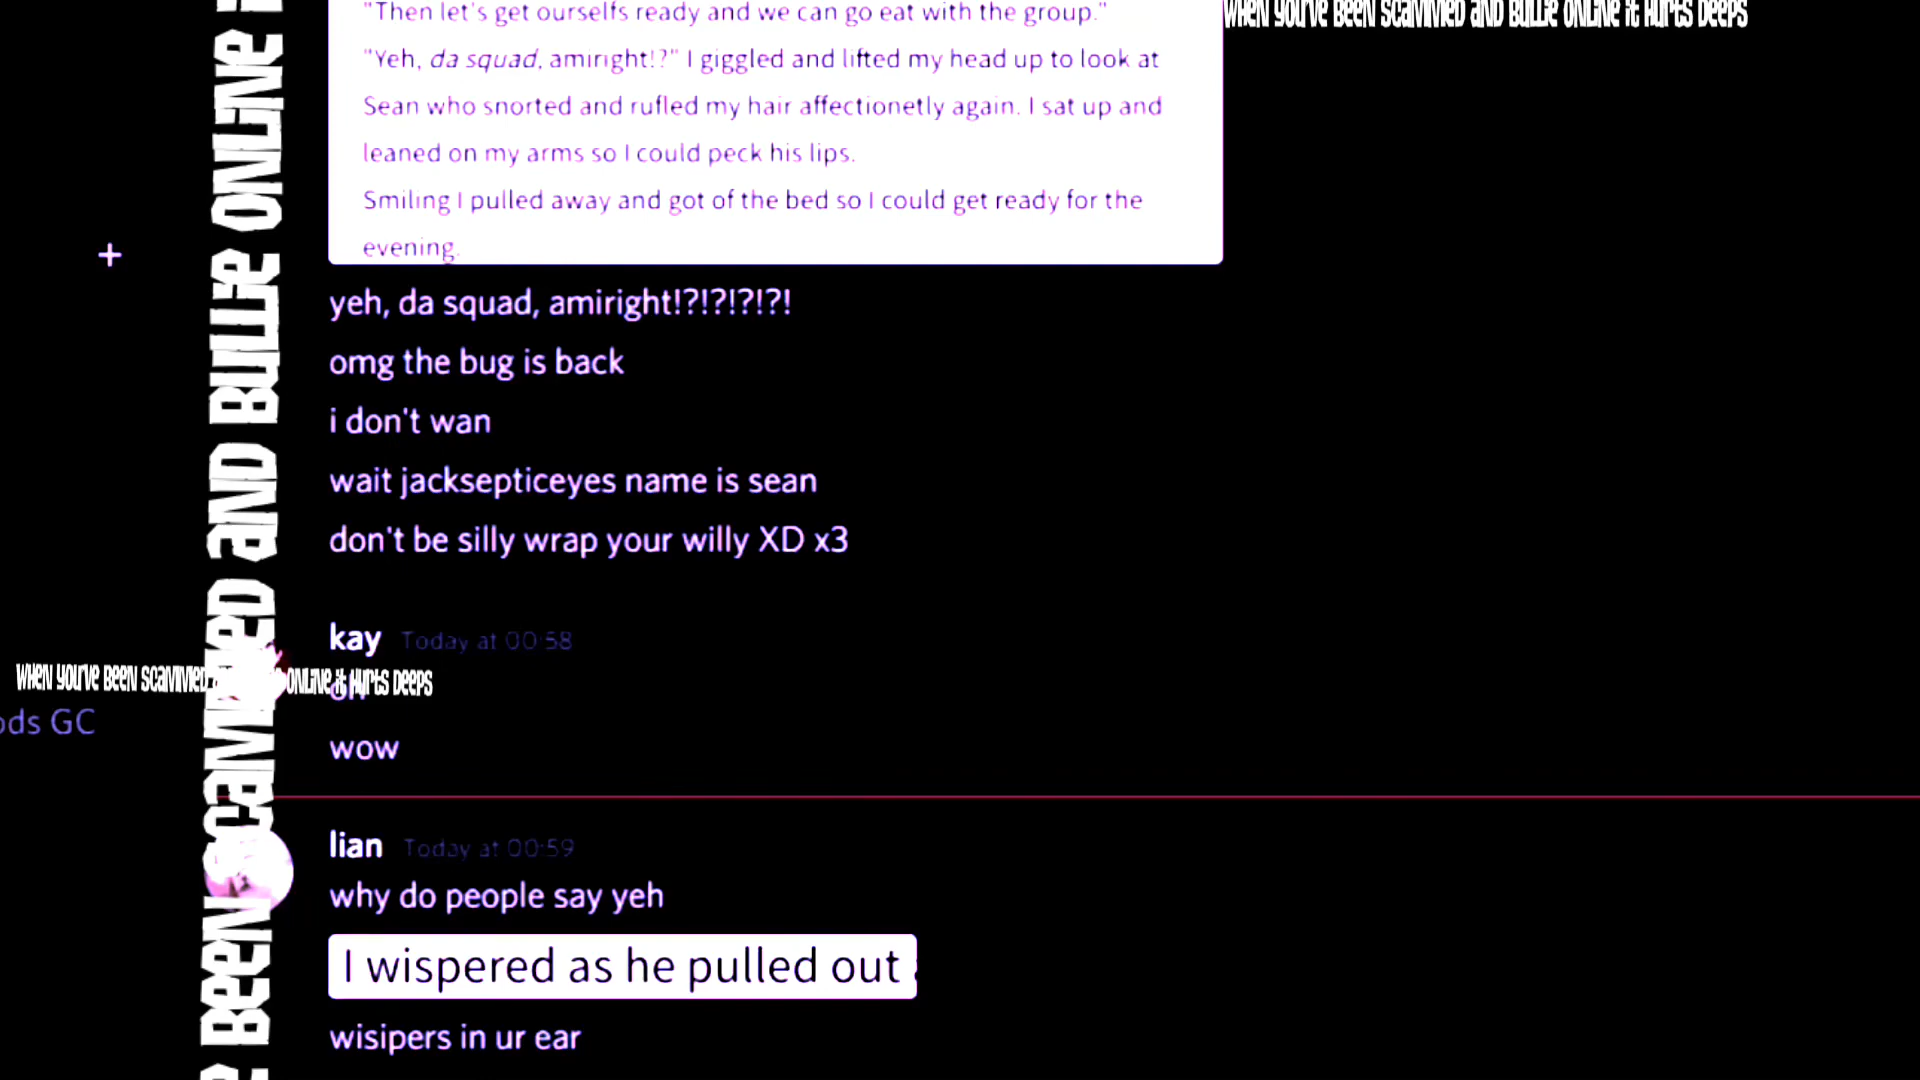 "Then let's get ourselfs ready and we can go eat with the group."
WHEN YOU'VE BEEN SCAMMED AND BULLIE ONLINE IT HURTS DEEPS
"Yeh, da squad, amiright!?" I giggled and lifted my head up to look at
Sean who snorted and rufled my hair affectionetly again. I sat up and
leaned on my arms so I could peck his lips.
Smiling I pulled away and got of the bed so I could get ready for the
evening.
+
yeh, da squad, amiright!?!?!?!?!
omg the bug is back
i don't wan
wait jacksepticeyes name is sean
don't be silly wrap your willy XD x3
kay Today at 00:58
WHEN YOU'VE BEEN SCAMMED ONLINE IT HURTS DEEPS
GC
wow
BEEN SCAMMED AND BULLIE ONLINE
lian Today at 00:59
why do people say yeh
I wispered as he pulled out
wisipers in ur ear